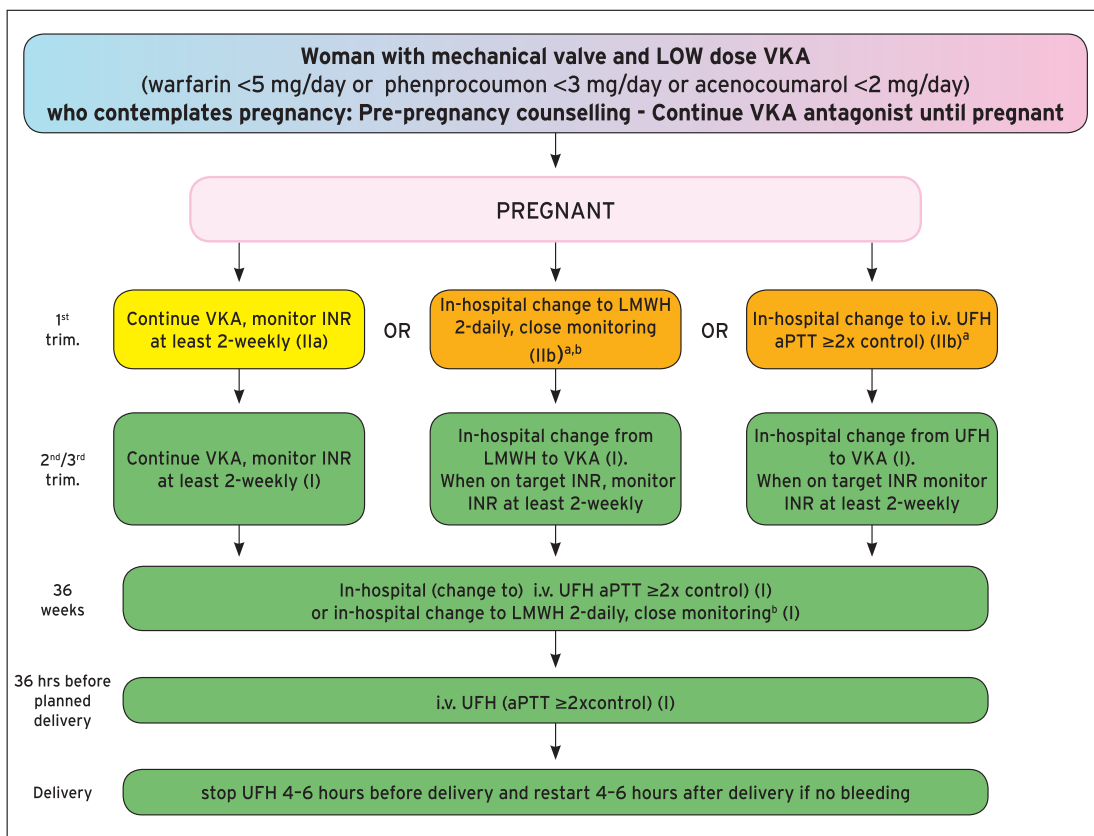 Woman with mechanical valve and LOW dose VKA
(warfarin <5 mg/day or phenprocoumon <3 mg/day or acenocoumarol <2 mg/day)
who contemplates pregnancy: Pre-pregnancy counselling - Continue VKA antagonist until pregnant
PREGNANT
1st
trim.
Continue VKA, monitor INR
at least 2-weekly (IIa)
OR
In-hospital change to LMWH
2-daily, close monitoring
(IIb)a,b
OR
In-hospital change to i.v. UFH
aPTT ≥2x control) (IIb)a
2nd/3rd
trim.
Continue VKA, monitor INR
at least 2-weekly (I)
In-hospital change from
LMWH to VKA (I).
When on target INR, monitor
INR at least 2-weekly
In-hospital change from UFH
to VKA (I).
When on target INR monitor
INR at least 2-weekly
36
weeks
In-hospital (change to) i.v. UFH aPTT ≥2x control) (I)
or in-hospital change to LMWH 2-daily, close monitoringb (I)
36 hrs before
planned
delivery
i.v. UFH (aPTT ≥2xcontrol) (I)
Delivery
stop UFH 4–6 hours before delivery and restart 4–6 hours after delivery if no bleeding